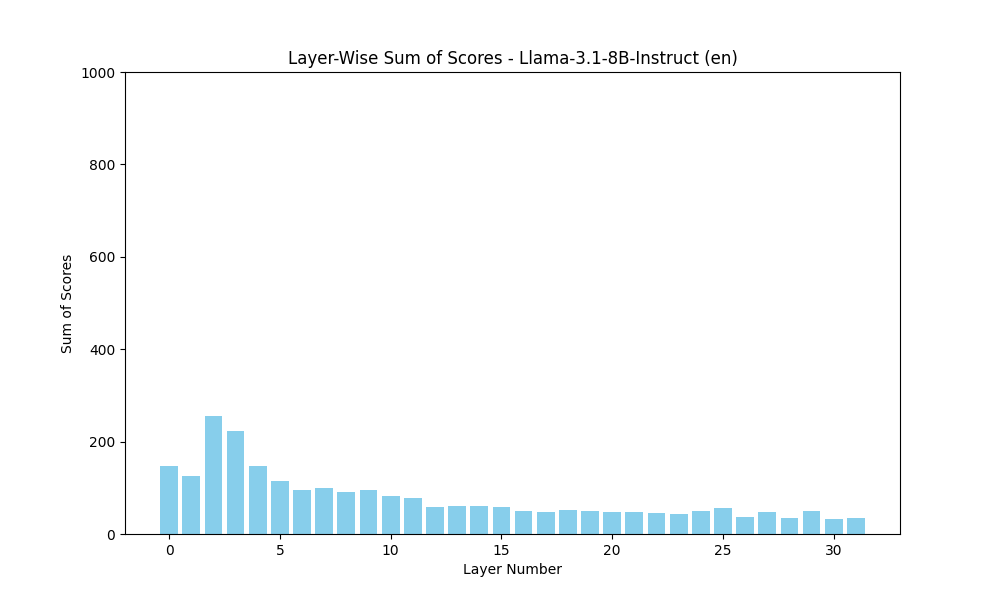 Layer-Wise Sum of Scores - Llama-3.1-8B-Instruct (en)
1000
800
600
400
200
0
Sum of Scores
0 5 10 15 20 25 30
Layer Number